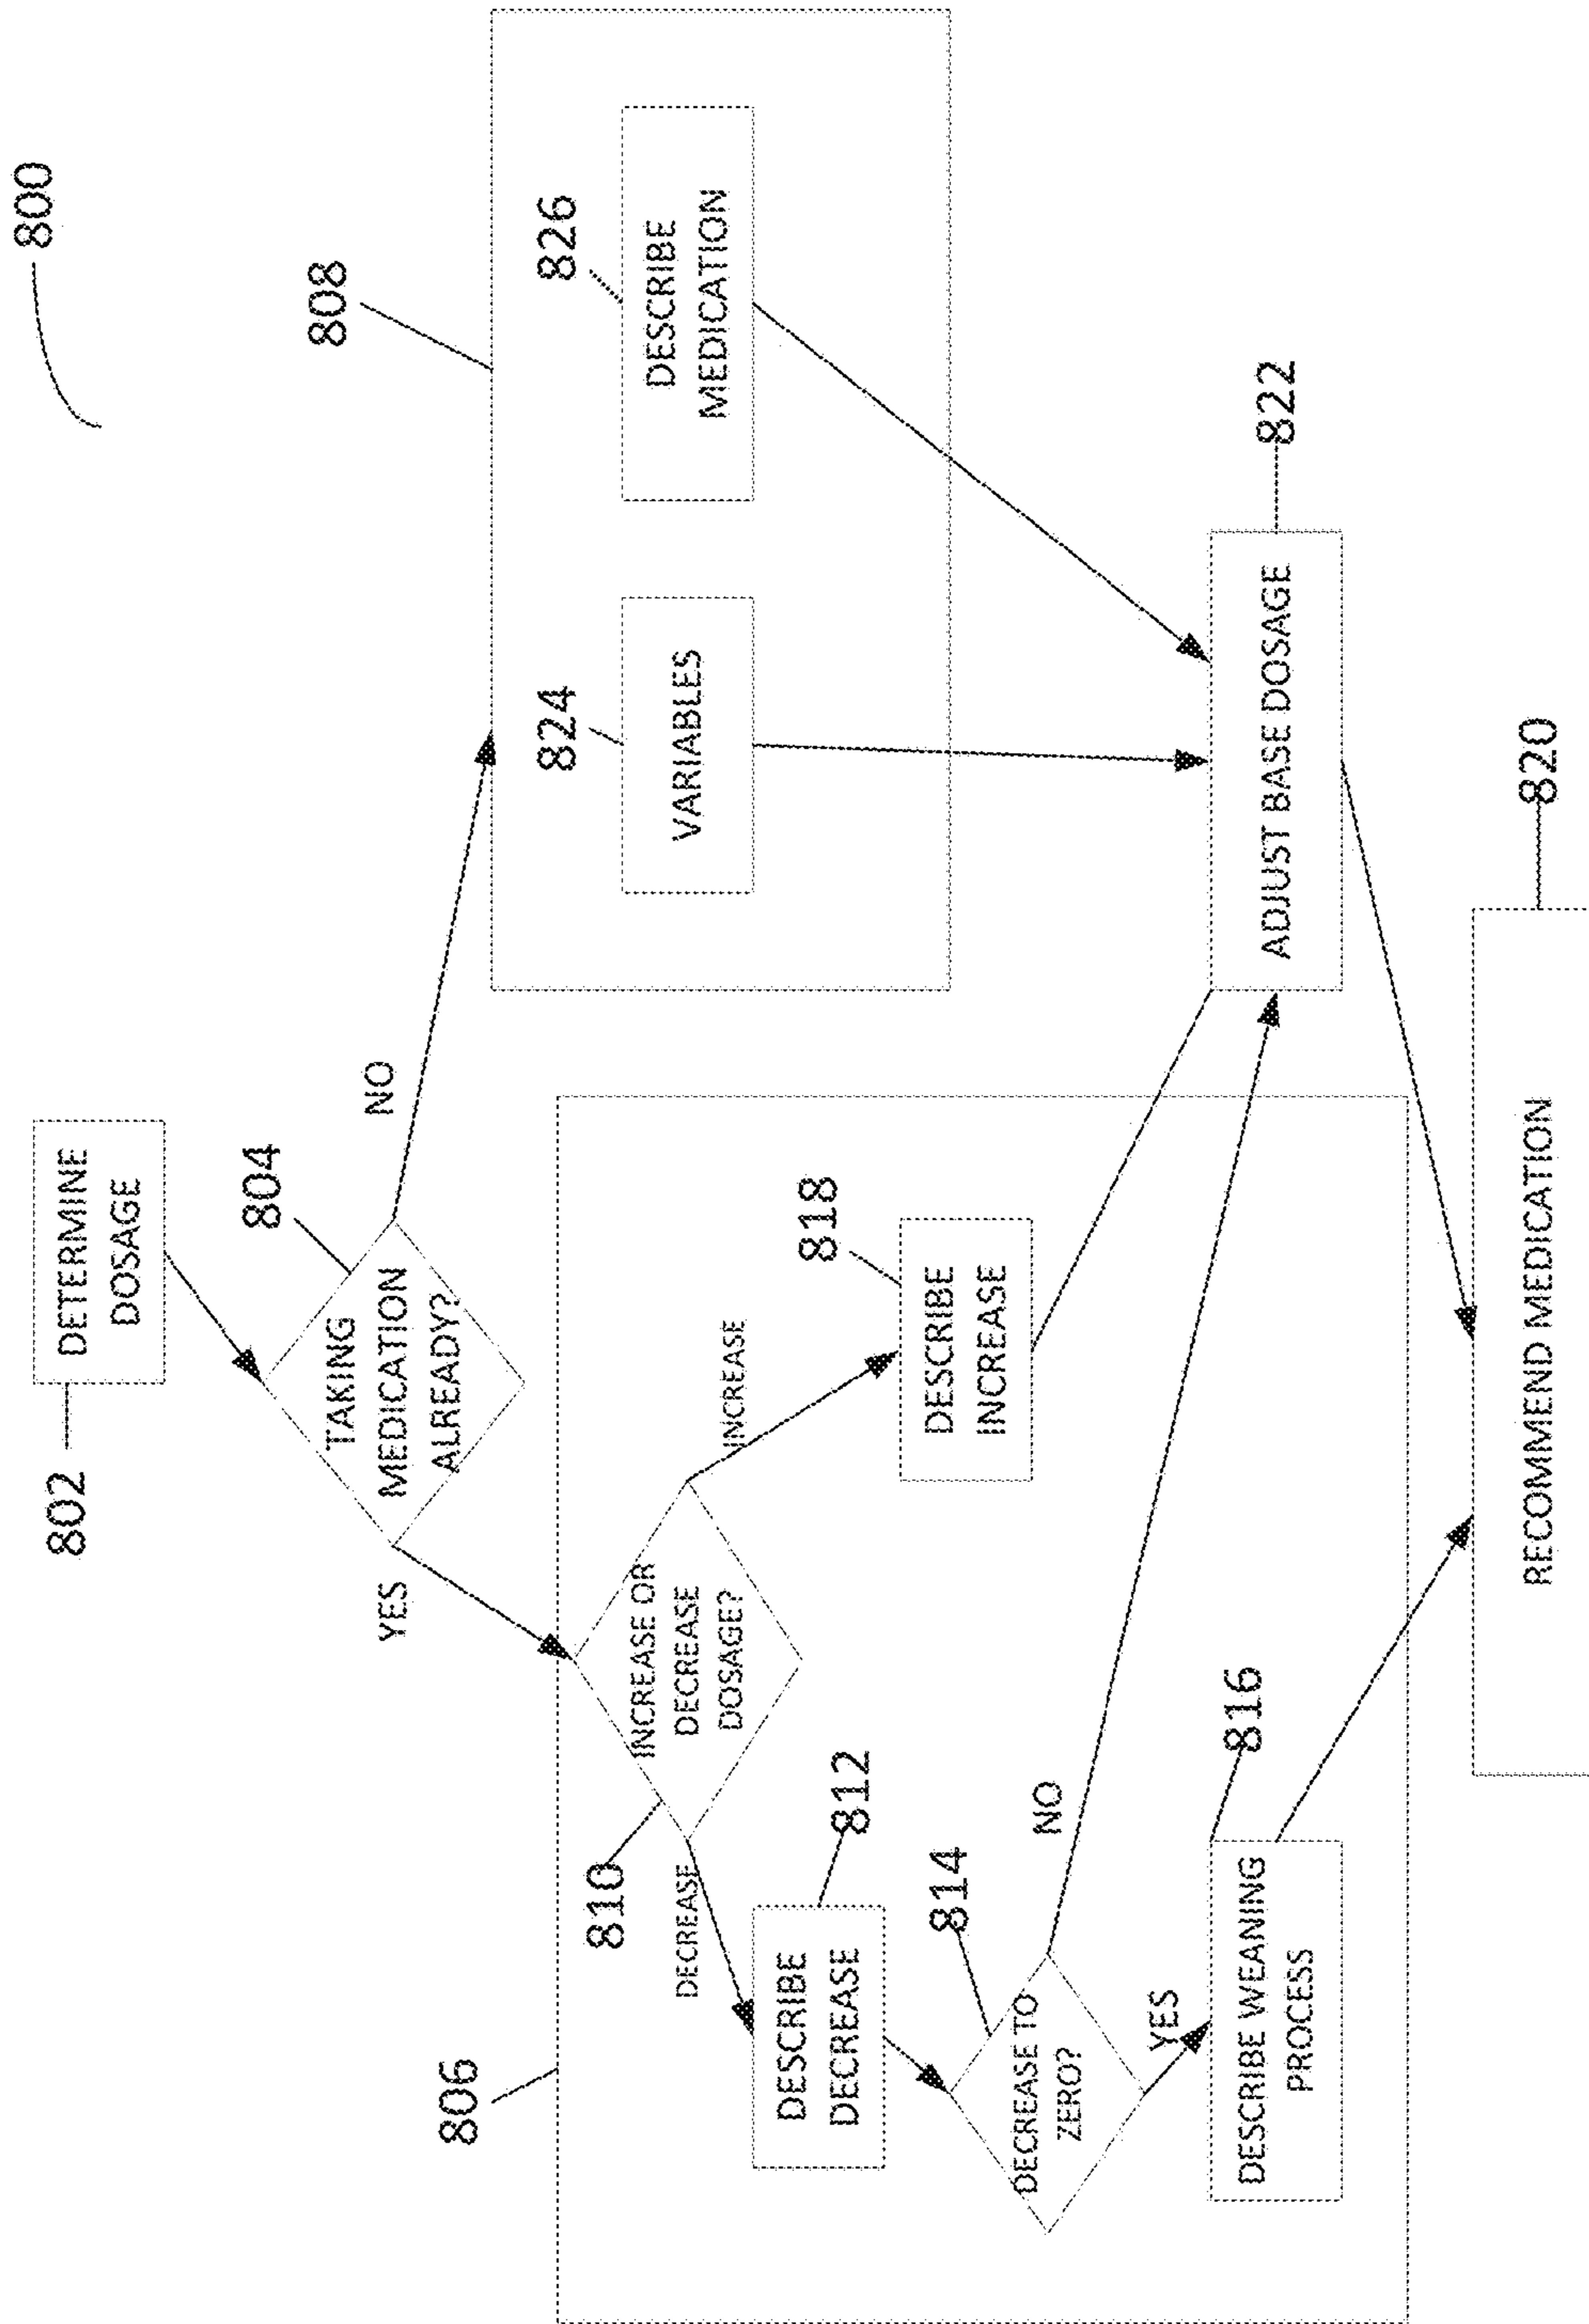 800
802
DETERMINE
DOSAGE
804
TAKING
MEDICATION
ALREADY?
YES
NO
806
808
810
INCREASE OR
DECREASE
DOSAGE?
DECREASE
INCREASE
812
DESCRIBE
DECREASE
818
DESCRIBE
INCREASE
824
VARIABLES
826
DESCRIBE
MEDICATION
814
DECREASE TO
ZERO?
NO
YES
816
DESCRIBE WEANING
PROCESS
822
ADJUST BASE DOSAGE
820
RECOMMEND MEDICATION